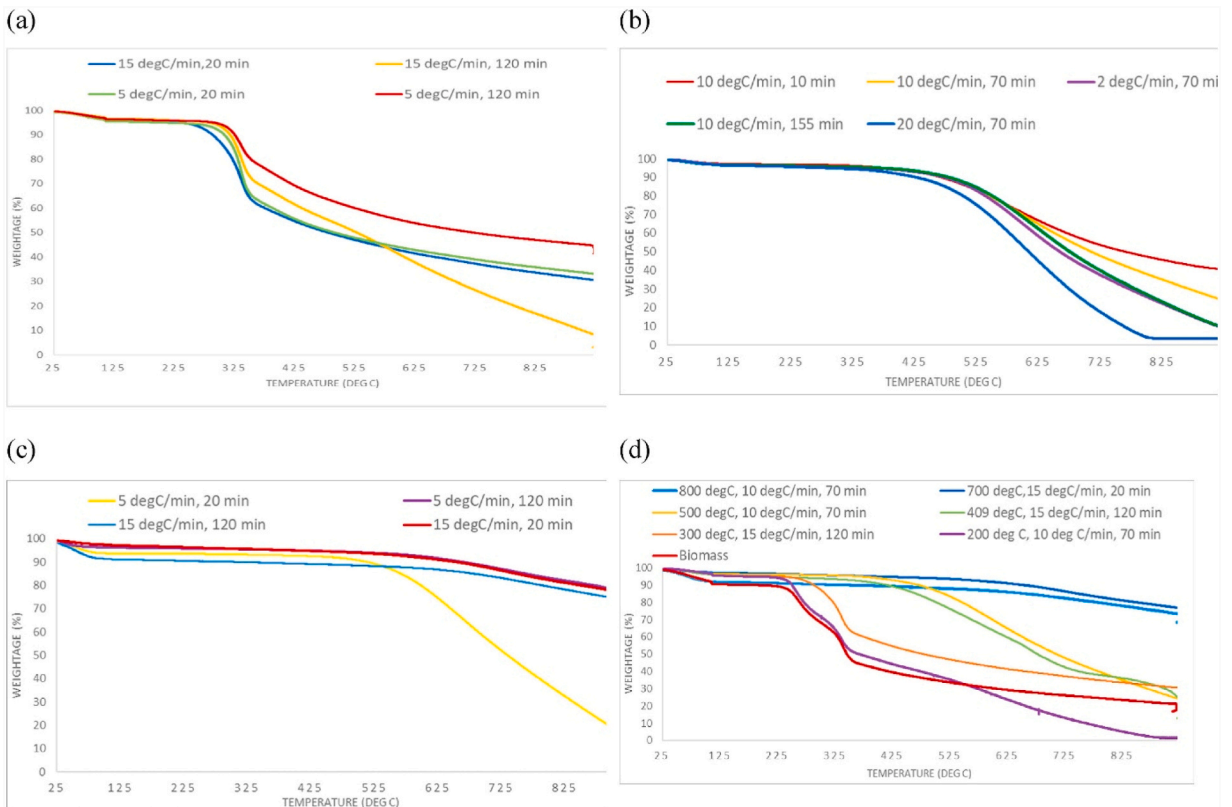 (a)
15 degC/min,20 min 15 degC/min, 120 min
5 degC/min, 20 min 5 degC/min, 120 min
100
90
80
70
60
50
40
30
20
10
0
WEIGHTAGE (%)
25 125 225 325 425 525 625 725 825
TEMPERATURE (DEG C)
(b)
10 degC/min, 10 min 10 degC/min, 70 min 2 degC/min, 70 min
10 degC/min, 155 min 20 degC/min, 70 min
100
90
80
70
60
50
40
30
20
10
0
WEIGHTAGE (%)
25 125 225 325 425 525 625 725 825
TEMPERATURE (DEG C)
(c)
5 degC/min, 20 min 5 degC/min, 120 min
15 degC/min, 120 min 15 degC/min, 20 min
100
90
80
70
60
50
40
30
20
10
0
WEIGHTAGE (%)
25 125 225 325 425 525 625 725 825
TEMPERATURE (DEG C)
(d)
800 degC, 10 degC/min, 70 min 700 degC,15 degC/min, 20 min
500 degC, 10 degC/min, 70 min 409 degC, 15 degC/min, 120 min
300 degC, 15 degC/min, 120 min 200 deg C, 10 deg C/min, 70 min
Biomass
100
90
80
70
60
50
40
30
20
10
0
WEIGHTAGE (%)
25 125 225 325 425 525 625 725 825
TEMPERATURE (DEG C)